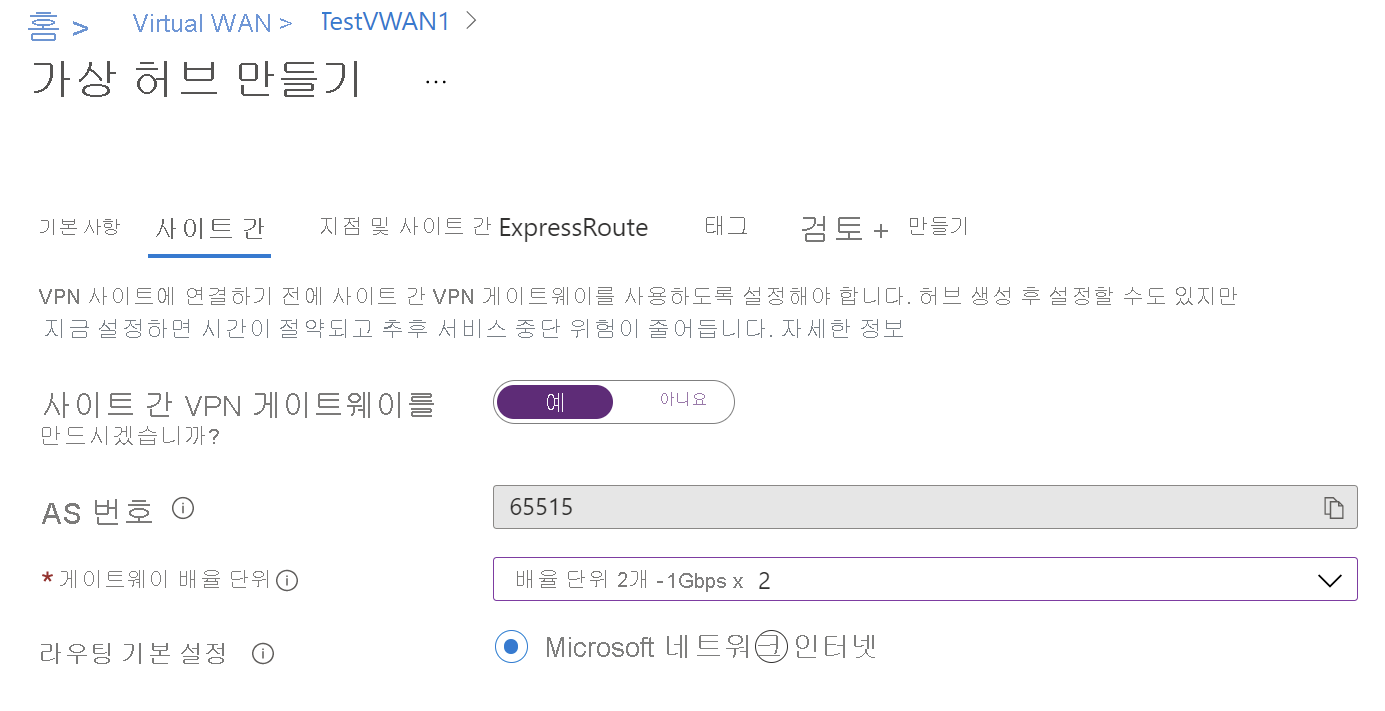 홈 > Virtual WAN > TestVWAN1 >
가상 허브 만들기 ...
기본 사항 사이트 간 지점 및 사이트 간 ExpressRoute 태그 검토 + 만들기
VPN 사이트에 연결하기 전에 사이트 간 VPN 게이트웨이를 사용하도록 설정해야 합니다. 허브 생성 후 설정할 수도 있지만
지금 설정하면 시간이 절약되고 추후 서비스 중단 위험이 줄어듭니다. 자세한 정보
사이트 간 VPN 게이트웨이를 예 아니요
만드시겠습니까?
AS 번호 65515
* 게이트웨이 배율 단위 배율 단위 2개 -1Gbps x 2
라우팅 기본 설정 Microsoft 네트워크 인터넷